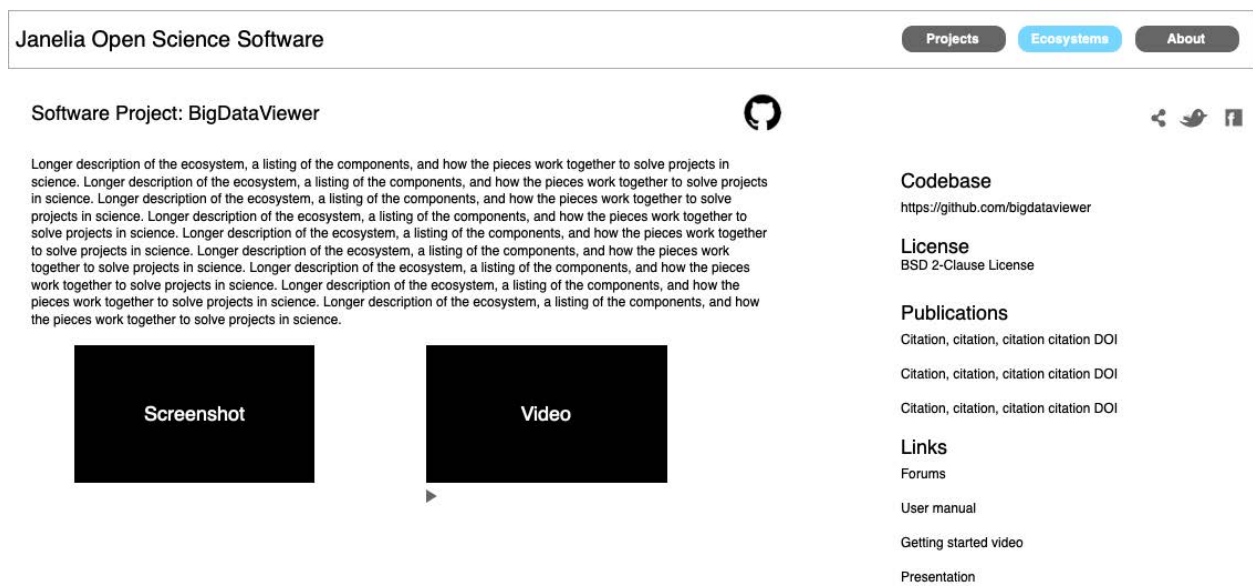 Janelia Open Science Software
Projects
Ecosystems
About
Software Project: BigDataViewer
Longer description of the ecosystem, a listing of the components, and how the pieces work together to solve projects in
science. Longer description of the ecosystem, a listing of the components, and how the pieces work together to solve projects
in science. Longer description of the ecosystem, a listing of the components, and how the pieces work together to solve
projects in science. Longer description of the ecosystem, a listing of the components, and how the pieces work together to
solve projects in science. Longer description of the ecosystem, a listing of the components, and how the pieces work together
to solve projects in science. Longer description of the ecosystem, a listing of the components, and how the pieces work
together to solve projects in science. Longer description of the ecosystem, a listing of the components, and how the pieces
work together to solve projects in science. Longer description of the ecosystem, a listing of the components, and how the
pieces work together to solve projects in science. Longer description of the ecosystem, a listing of the components, and how
the pieces work together to solve projects in science.
Screenshot
Video
Codebase
https://github.com/bigdataviewer
License
BSD 2-Clause License
Publications
Citation, citation, citation citation DOI
Citation, citation, citation citation DOI
Citation, citation, citation citation DOI
Links
Forums
User manual
Getting started video
Presentation